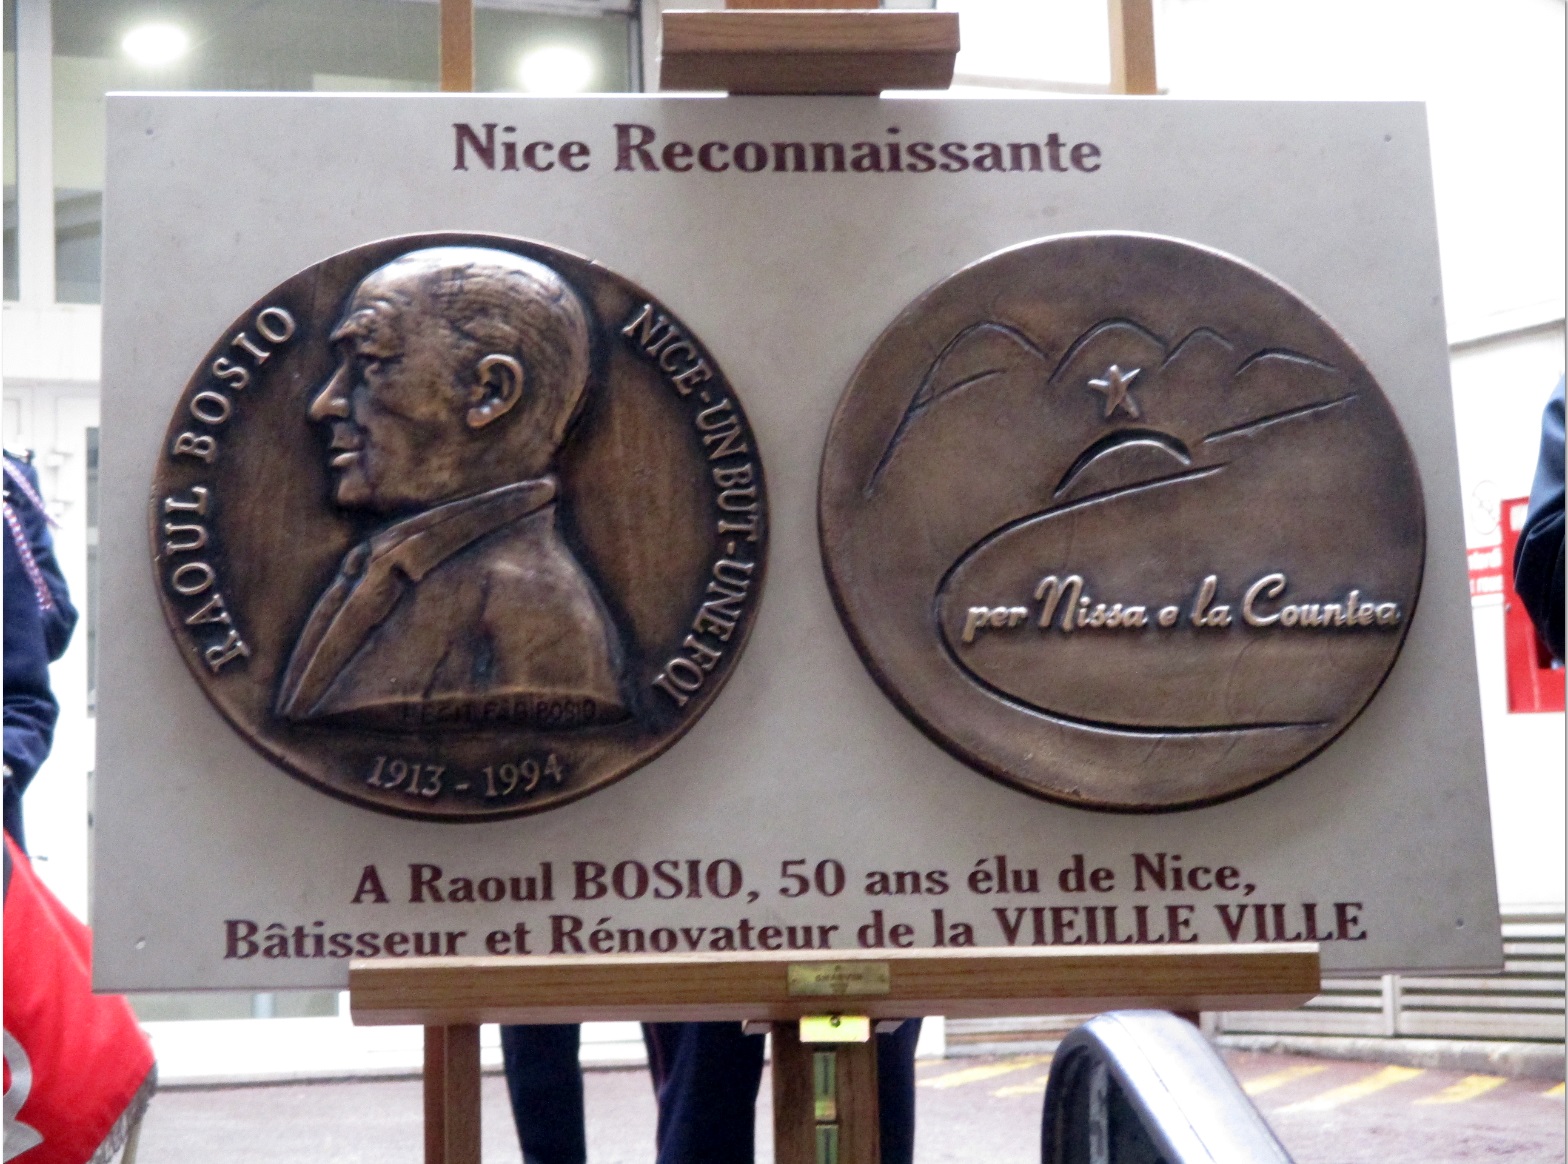 Nice Reconnaissante
RAOUL BOSIO
NICE-UN BUT-UNE FOI
1913 - 1994
per Nissa e la Countea
A Raoul BOSIO, 50 ans élu de Nice,
Bâtisseur et Rénovateur de la VIEILLE VILLE